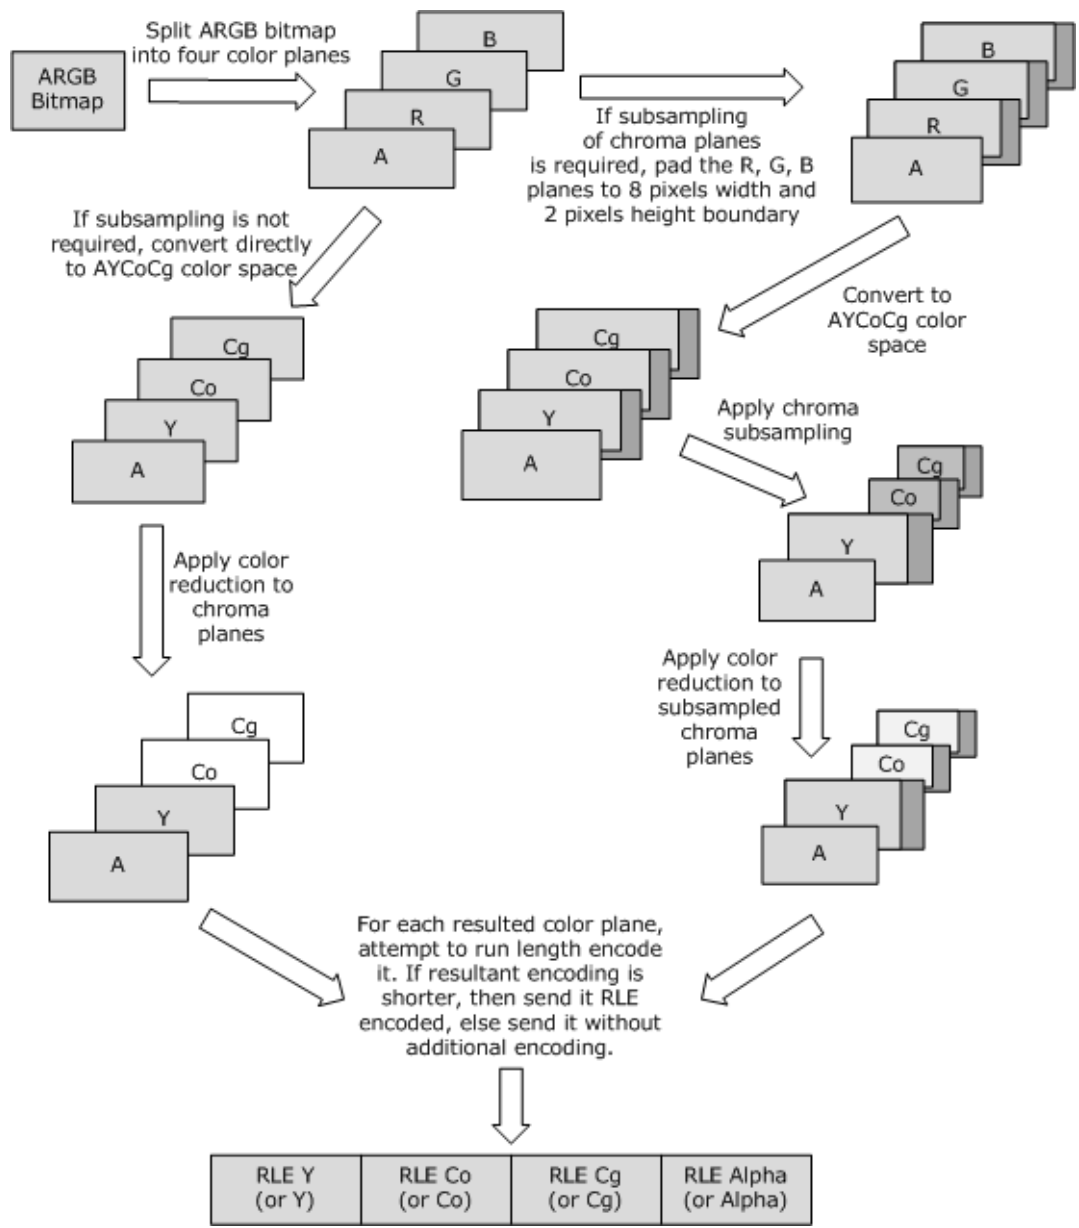 ARGB
Bitmap
Split ARGB bitmap
into four color planes
B
G
R
A
If subsampling
of chroma planes
is required, pad the R, G, B
planes to 8 pixels width and
2 pixels height boundary
B
G
R
A
If subsampling is not
required, convert directly
to AYCoCg color space
Convert to
AYCoCg color
space
Cg
Co
Y
A
Cg
Co
Y
A
Apply chroma
subsampling
Cg
Co
Y
A
Apply color
reduction to
chroma
planes
Apply color
reduction to
subsampled
chroma
planes
Cg
Co
Y
A
Cg
Co
Y
A
For each resulted color plane,
attempt to run length encode
it. If resultant encoding is
shorter, then send it RLE
encoded, else send it without
additional encoding.
RLE Y
(or Y)
RLE Co
(or Co)
RLE Cg
(or Cg)
RLE Alpha
(or Alpha)